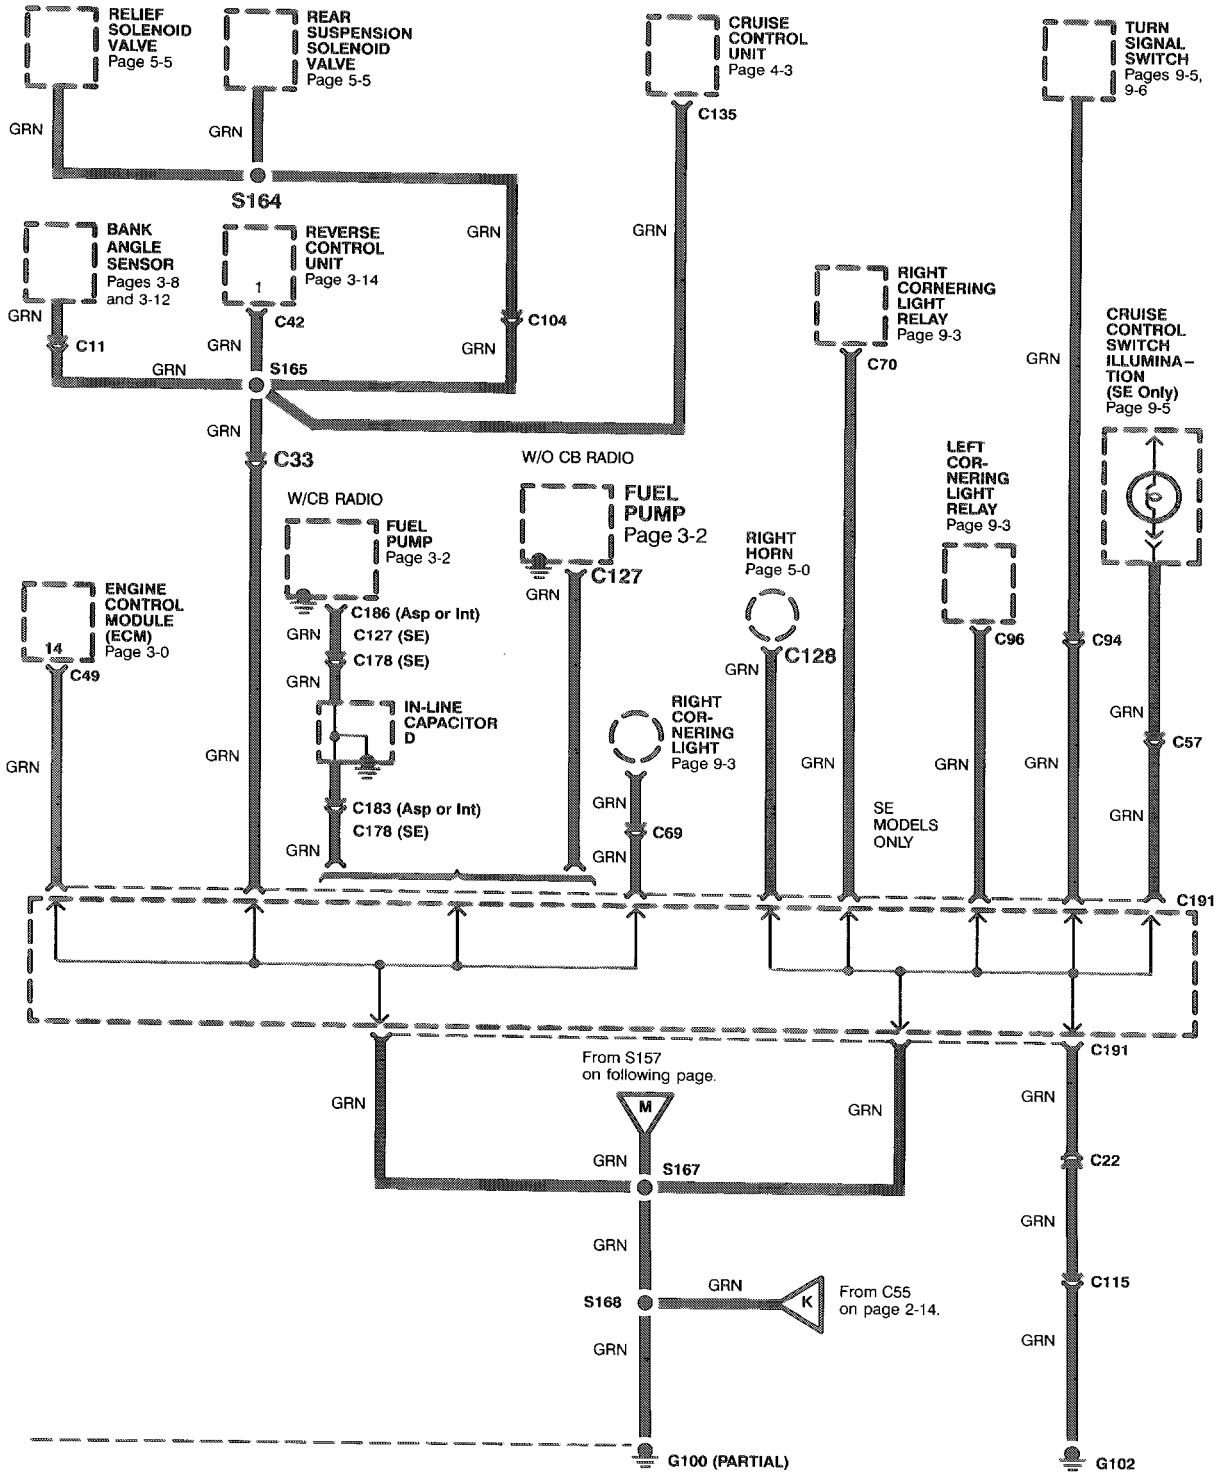 RELIEF
SOLENOID
VALVE
Page 5-5
REAR
SUSPENSION
SOLENOID
VALVE
Page 5-5
CRUISE
CONTROL
UNIT
Page 4-3
TURN
SIGNAL
SWITCH
Pages 9-5,
9-6
C135
GRN
GRN
S164
BANK
ANGLE
SENSOR
Pages 3-8
and 3-12
REVERSE
CONTROL
UNIT
Page 3-14
1
GRN
GRN
GRN
C11
C42
GRN
C104
GRN
GRN
S165
RIGHT
CORNERING
LIGHT
RELAY
Page 9-3
C70
GRN
CRUISE
CONTROL
SWITCH
ILLUMINA-
TION
(SE Only)
Page 9-5
GRN
C33
W/CB RADIO
W/O CB RADIO
FUEL
PUMP
Page 3-2
FUEL
PUMP
Page 3-2
LEFT
COR-
NERING
LIGHT
RELAY
Page 9-3
RIGHT
HORN
Page 5-0
ENGINE
CONTROL
MODULE
(ECM)
Page 3-0
14
C49
C127
GRN
C186 (Asp or Int)
GRN
C127 (SE)
C178 (SE)
GRN
C128
GRN
C96
C94
IN-LINE
CAPACITOR
D
RIGHT
COR-
NERING
LIGHT
Page 9-3
GRN
C57
GRN
GRN
GRN
GRN
GRN
C183 (Asp or Int)
C178 (SE)
GRN
GRN
C69
GRN
SE
MODELS
ONLY
GRN
C191
C191
From S157
on following page.
M
GRN
GRN
GRN
GRN
S167
C22
GRN
GRN
S168
GRN
K
From C55
on page 2-14.
C115
GRN
GRN
G100 (PARTIAL)
G102